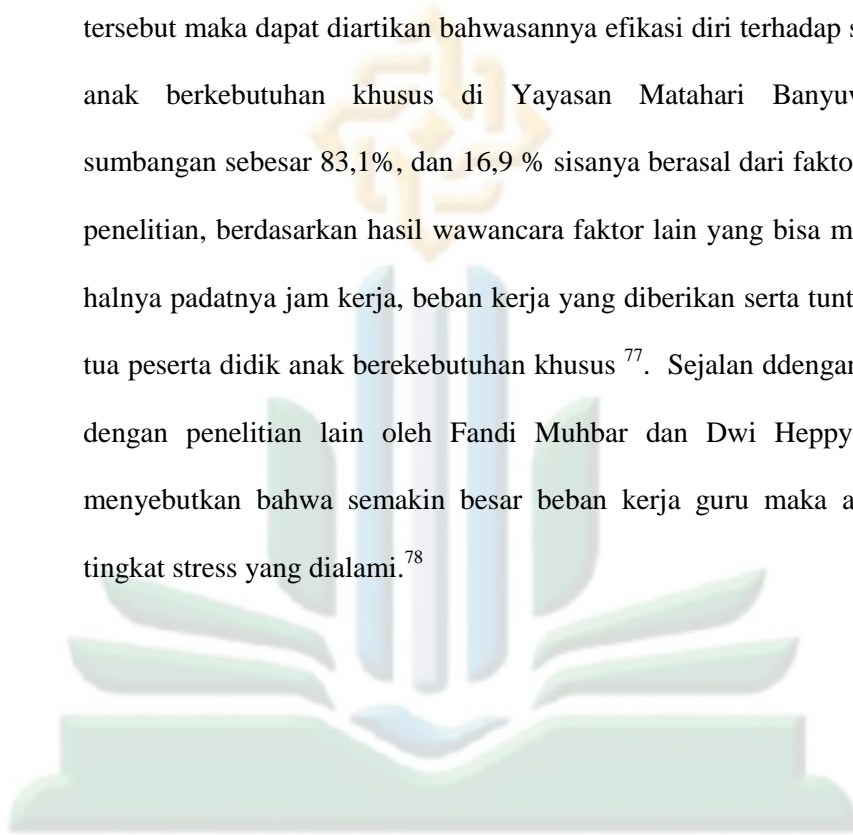 tersebut maka dapat diartikan bahwasannya efikasi diri terhadap
anak berkebutuhan khusus di Yayasan Matahari
sumbangan sebesar 83,1%, dan 16,9 % sisanya berasal dari
penelitian, berdasarkan hasil wawancara faktor lain yang bisa
halnya padatnya jam kerja, beban kerja yang diberikan serta
tua peserta didik anak berekebutuhan khusus 77. Sejalan ddengan
dengan penelitian lain oleh Fandi Muhbar dan Dwi Heppy
menyebutkan bahwa semakin besar beban kerja guru maka
tingkat stress yang dialami.78